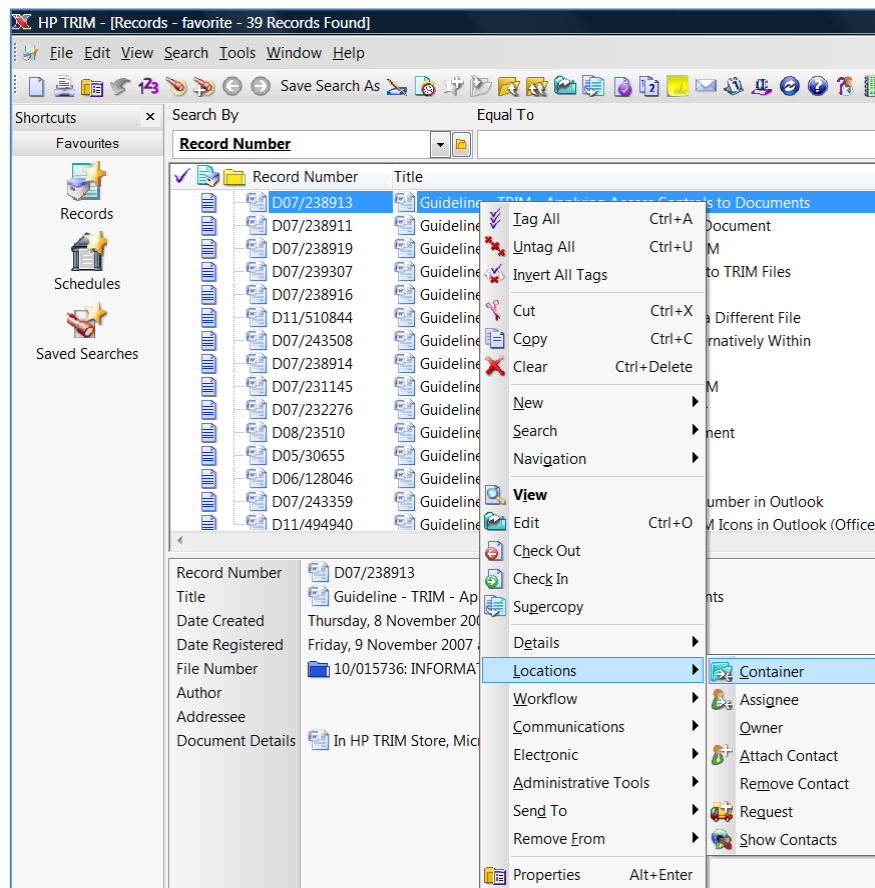 HP TRIM - [Records - favorite - 39 Records Found]
File Edit View Search Tools Window Help
Save Search As
Shortcuts ×
Favourites
Records
Schedules
Saved Searches
Search By Equal To
Record Number
Record Number Title
D07/238913 Guideline - TRIM - Applying Access Controls to Documents
D07/238911 Guideline Document
D07/238919 Guideline M
D07/239307 Guideline to TRIM Files
D07/238916 Guideline
D11/510844 Guideline a Different File
D07/243508 Guideline rnatively Within
D07/238914 Guideline
D07/231145 Guideline M
D07/232276 Guideline
D08/23510 Guideline ment
D05/30655 Guideline
D06/128046 Guideline
D07/243359 Guideline umber in Outlook
D11/494940 Guideline M Icons in Outlook (Office
Record Number D07/238913
Title Guideline - TRIM - Ap nts
Date Created Thursday, 8 November 200
Date Registered Friday, 9 November 2007
File Number 10/015736: INFORMA
Author
Addressee
Document Details In HP TRIM Store, Micr
Tag All Ctrl+A
Untag All Ctrl+U
Invert All Tags
Cut Ctrl+X
Copy Ctrl+C
Clear Ctrl+Delete
New
Search
Navigation
View
Edit Ctrl+O
Check Out
Check In
Supercopy
Details
Locations
Workflow
Communications
Electronic
Administrative Tools
Send To
Remove From
Properties Alt+Enter
Container
Assignee
Owner
Attach Contact
Remove Contact
Request
Show Contacts